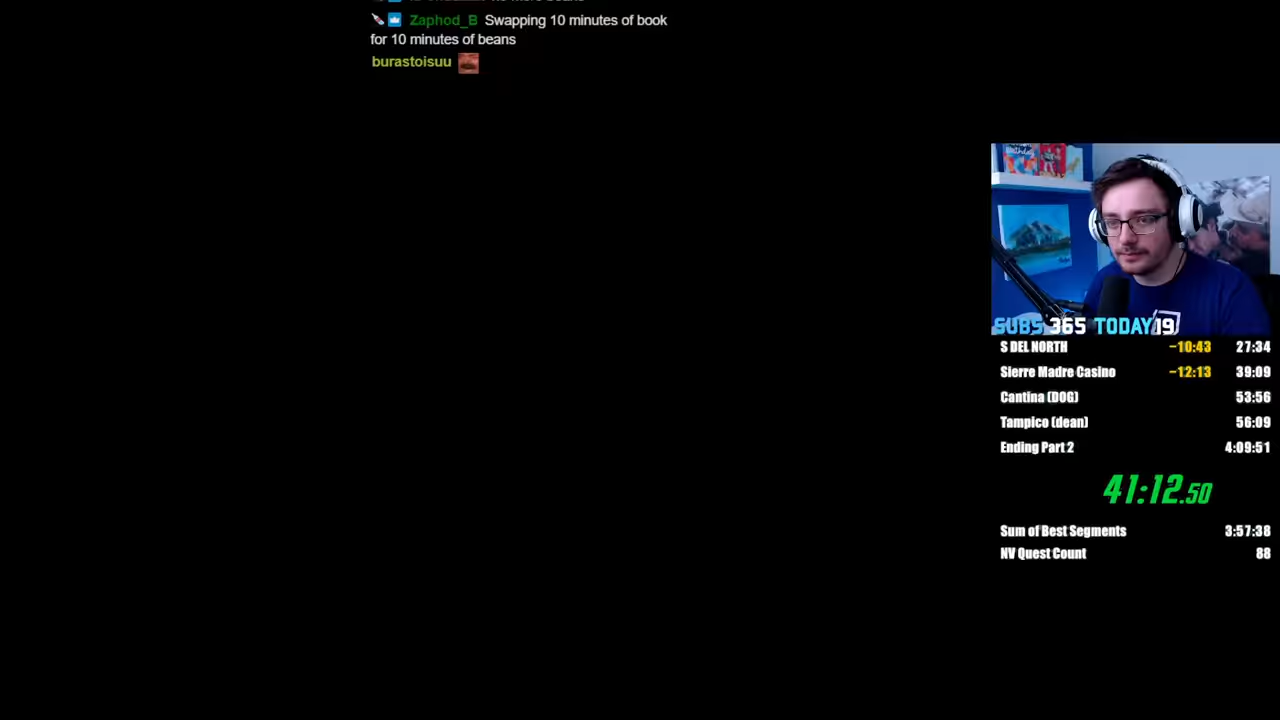 Zaphod_B Swapping 10 minutes of book
for 10 minutes of beans
burastoisuu
SUBS 365 TODAY 19
S DEL NORTH -10:43 27:34
Sierre Madre Casino -12:13 39:09
Cantina (DOG) 53:56
Tampico (dean) 56:09
Ending Part 2 4:09:51
41:12.50
Sum of Best Segments 3:57:38
NV Quest Count 88